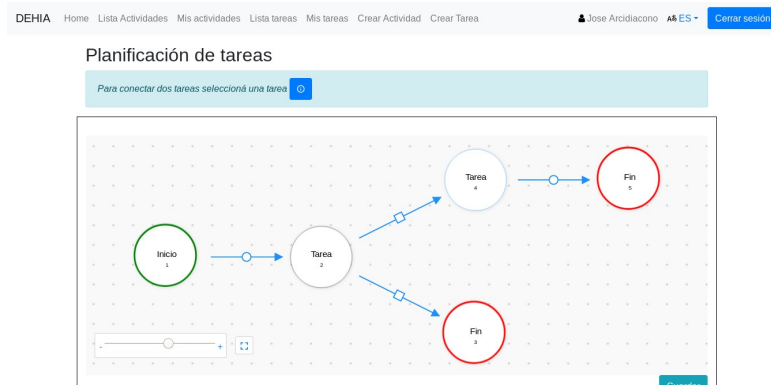 DEHIA Home Lista Actividades Mis actividades Lista tareas Mis tareas Crear Actividad Crear Tarea Jose Arcidiacono ES Cerrar sesión
Planificación de tareas
Para conectar dos tareas seleccioná una tarea
Tarea
4
Fin
5
Inicio
1
Tarea
2
Fin
3
- +
Guardar